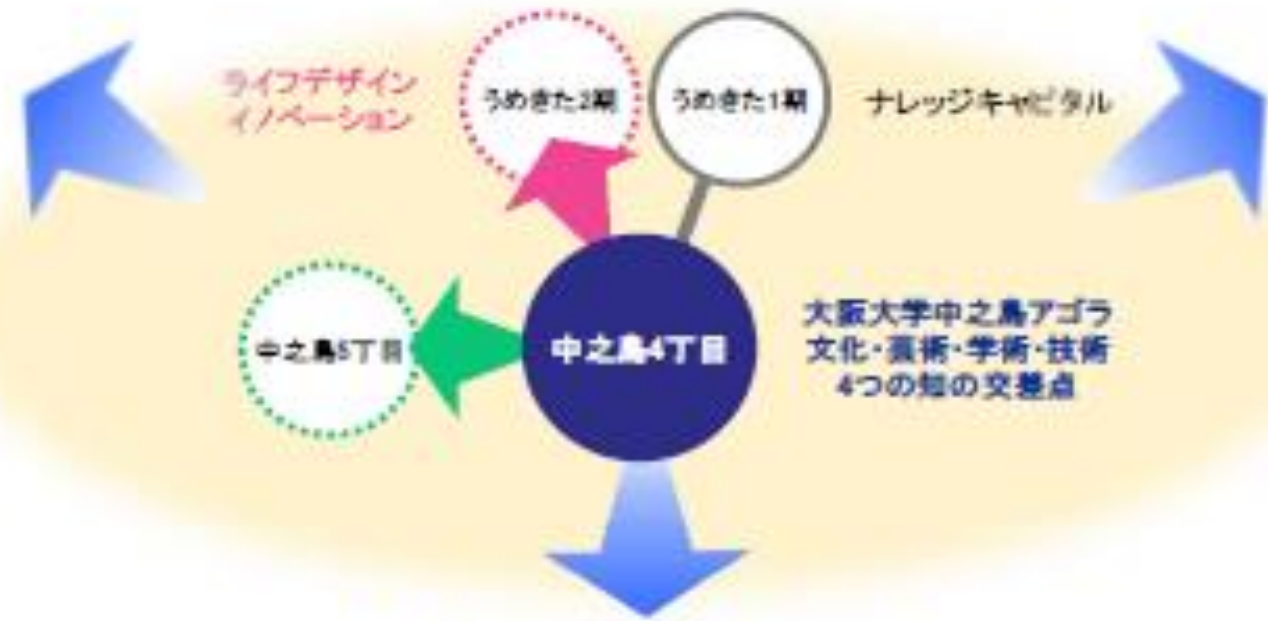 ライフデザイン
イノベーション
うめきた2期
うめきた1期
ナレッジキャピタル
中之島5丁目
中之島4丁目
大阪大学中之島アゴラ
文化・芸術・学術・技術
4つの知の交差点